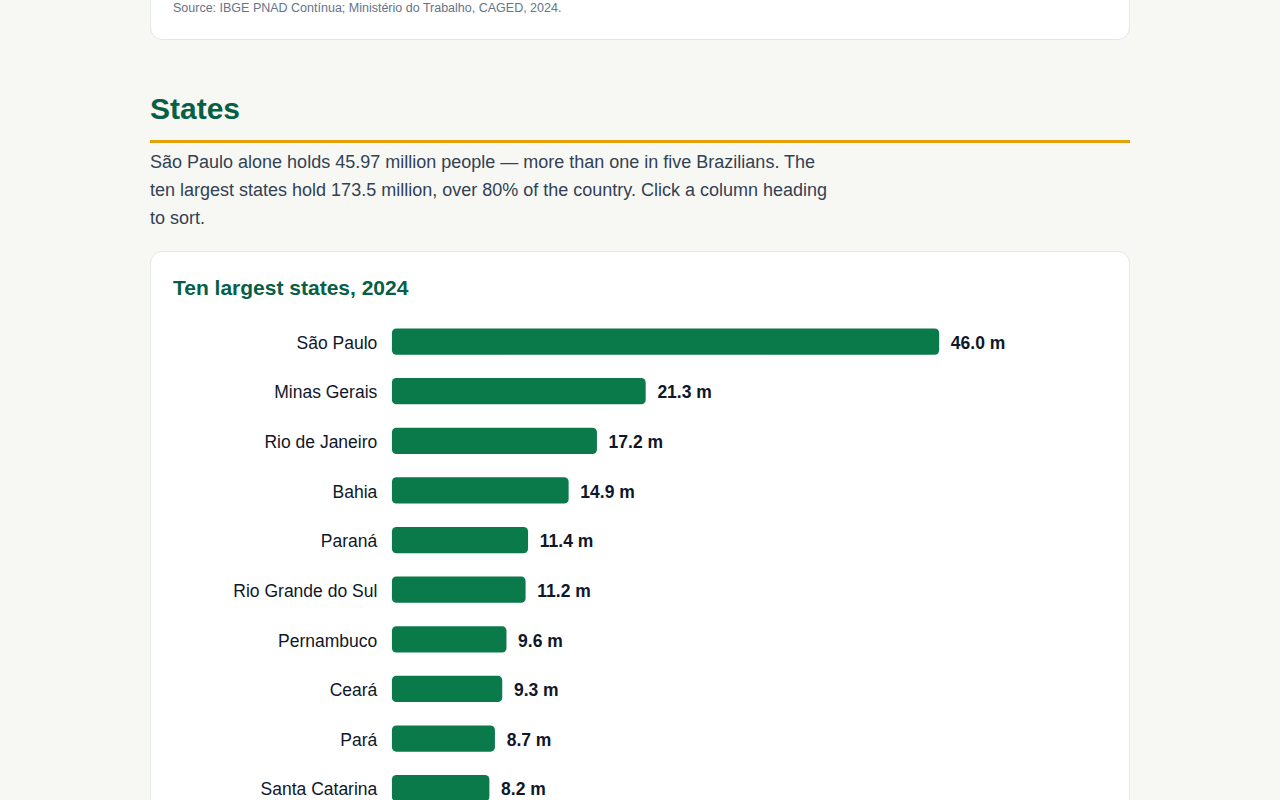 Source: IBGE PNAD Contínua; Ministério do Trabalho, CAGED, 2024.
States
São Paulo alone holds 45.97 million people — more than one in five Brazilians. The
ten largest states hold 173.5 million, over 80% of the country. Click a column heading
to sort.
Ten largest states, 2024
São Paulo 46.0 m
Minas Gerais 21.3 m
Rio de Janeiro 17.2 m
Bahia 14.9 m
Paraná 11.4 m
Rio Grande do Sul 11.2 m
Pernambuco 9.6 m
Ceará 9.3 m
Pará 8.7 m
Santa Catarina 8.2 m